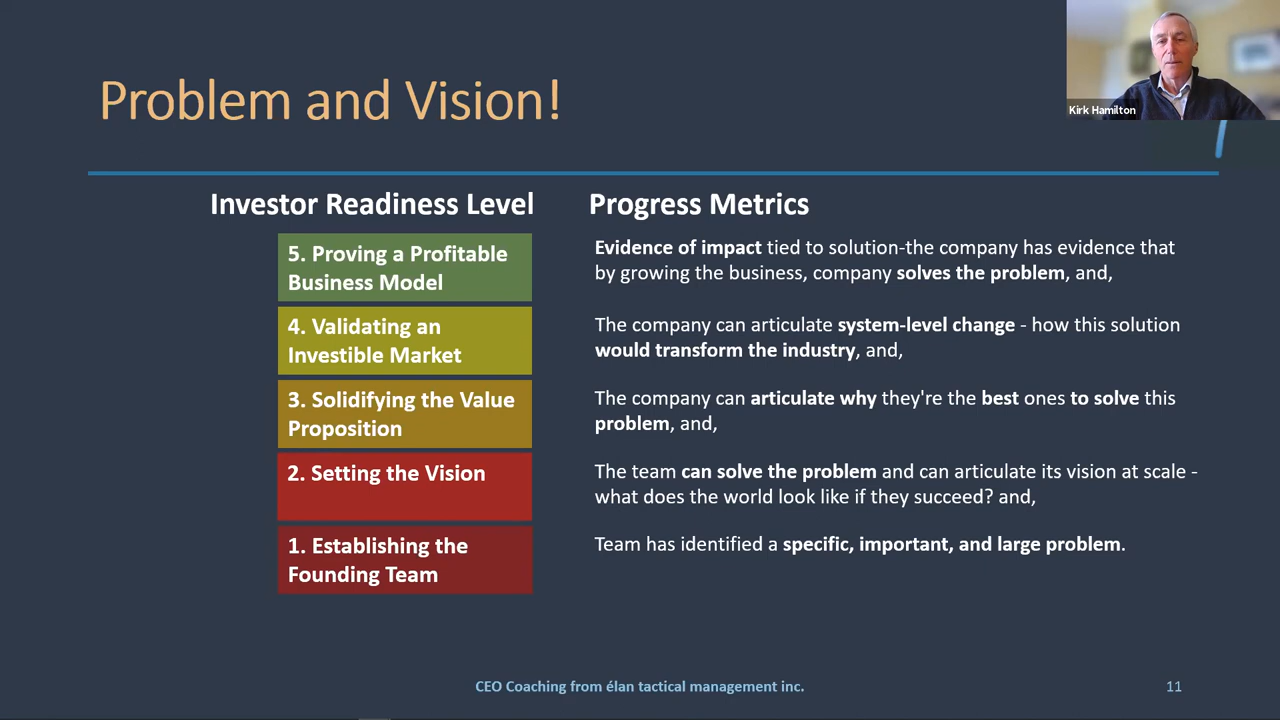 Problem and Vision!
Kirk Hamilton
Investor Readiness Level
Progress Metrics
5. Proving a Profitable
Business Model
Evidence of impact tied to solution-the company has evidence that
by growing the business, company solves the problem, and,
4. Validating an
Investible Market
The company can articulate system-level change - how this solution
would transform the industry, and,
3. Solidifying the Value
Proposition
The company can articulate why they're the best ones to solve this
problem, and,
2. Setting the Vision
The team can solve the problem and can articulate its vision at scale -
what does the world look like if they succeed? and,
1. Establishing the
Founding Team
Team has identified a specific, important, and large problem.
CEO Coaching from élan tactical management inc.
11